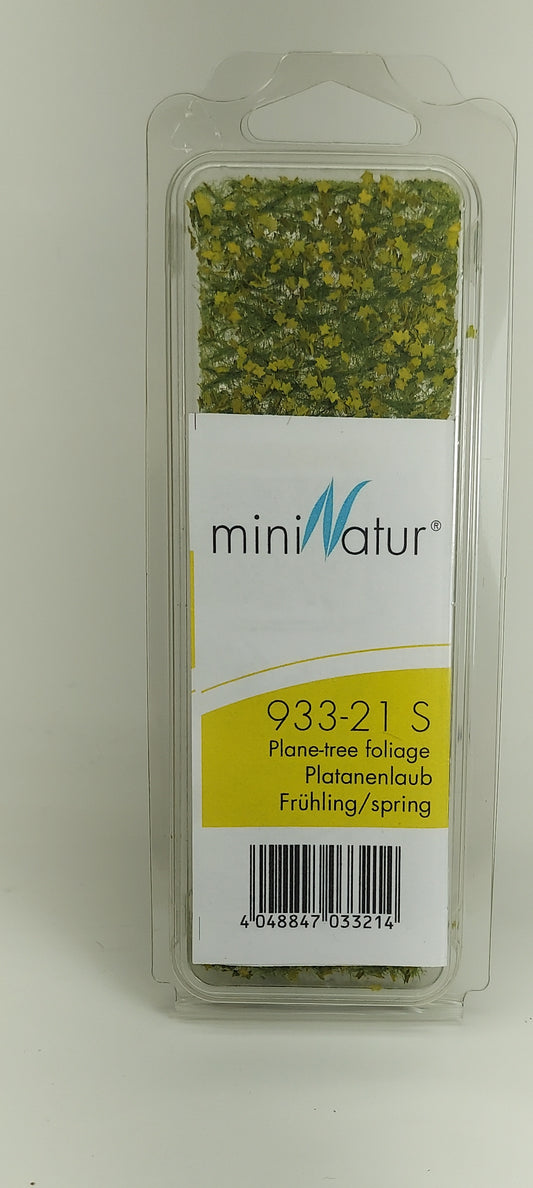 miniNatur®
933-21 S
Plane-tree foliage
Platanenlaub
Frühling/spring
4 048847 033214